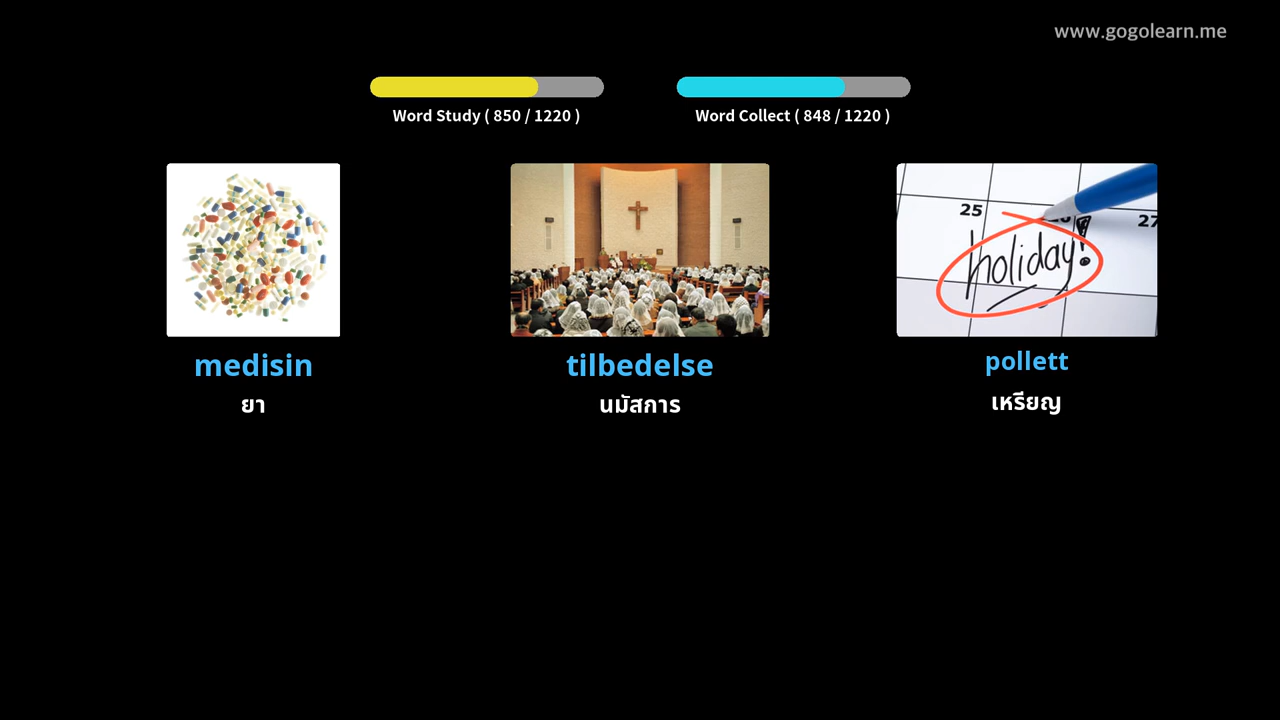 www.gogolearn.me
Word Study ( 850 / 1220 )
Word Collect ( 848 / 1220 )
25
27
holiday!
medisin
ยา
tilbedelse
นมัสการ
pollett
เหรียญ